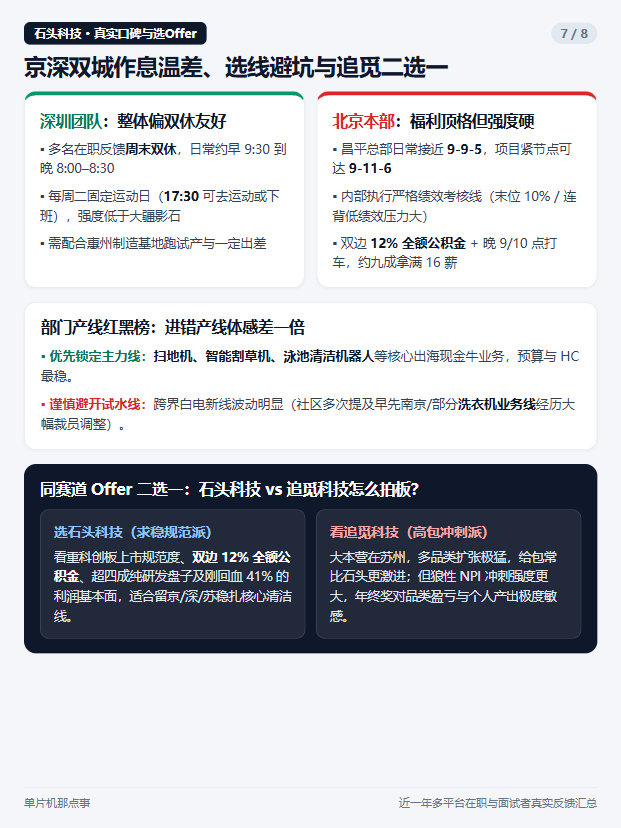 石头科技·真实口碑与选Offer
7 / 8
京深双城作息温差、选线避坑与追觅二选一
深圳团队：整体偏双休友好
▪ 多名在职反馈周末双休，日常约早 9:30 到
晚 8:00–8:30
▪ 每周二固定运动日（17:30 可去运动或下
班），强度低于大疆影石
▪ 需配合惠州制造基地跑试产与一定出差
北京本部：福利顶格但强度硬
▪ 昌平总部日常接近 9-9-5，项目紧节点可
达 9-11-6
▪ 内部执行严格绩效考核线（末位 10% / 连
背低绩效压力大）
▪ 双边 12% 全额公积金 + 晚 9/10 点打
车，约九成拿满 16 薪
部门产线红黑榜：进错产线体感差一倍
▪ 优先锁定主力线：扫地机、智能割草机、泳池清洁机器人等核心出海现金牛业务，预算与 HC
最稳。
▪ 谨慎避开试水线：跨界白电新线波动明显（社区多次提及早先南京/部分洗衣机业务线经历大
幅裁员调整）。
同赛道 Offer 二选一：石头科技 vs 追觅科技怎么拍板？
选石头科技（求稳规范派）
看重科创板上市规范度、双边 12% 全额公
积金、超四成纯研发盘子及刚回血 41% 的
利润基本面，适合留京/深/苏稳扎核心清洁
线。
看追觅科技（高包冲刺派）
大本营在苏州，多品类扩张极猛，给包常
比石头更激进；但狼性 NPI 冲刺强度更
大，年终奖对品类盈亏与个人产出极度敏
感。
单片机那点事
近一年多平台在职与面试者真实反馈汇总